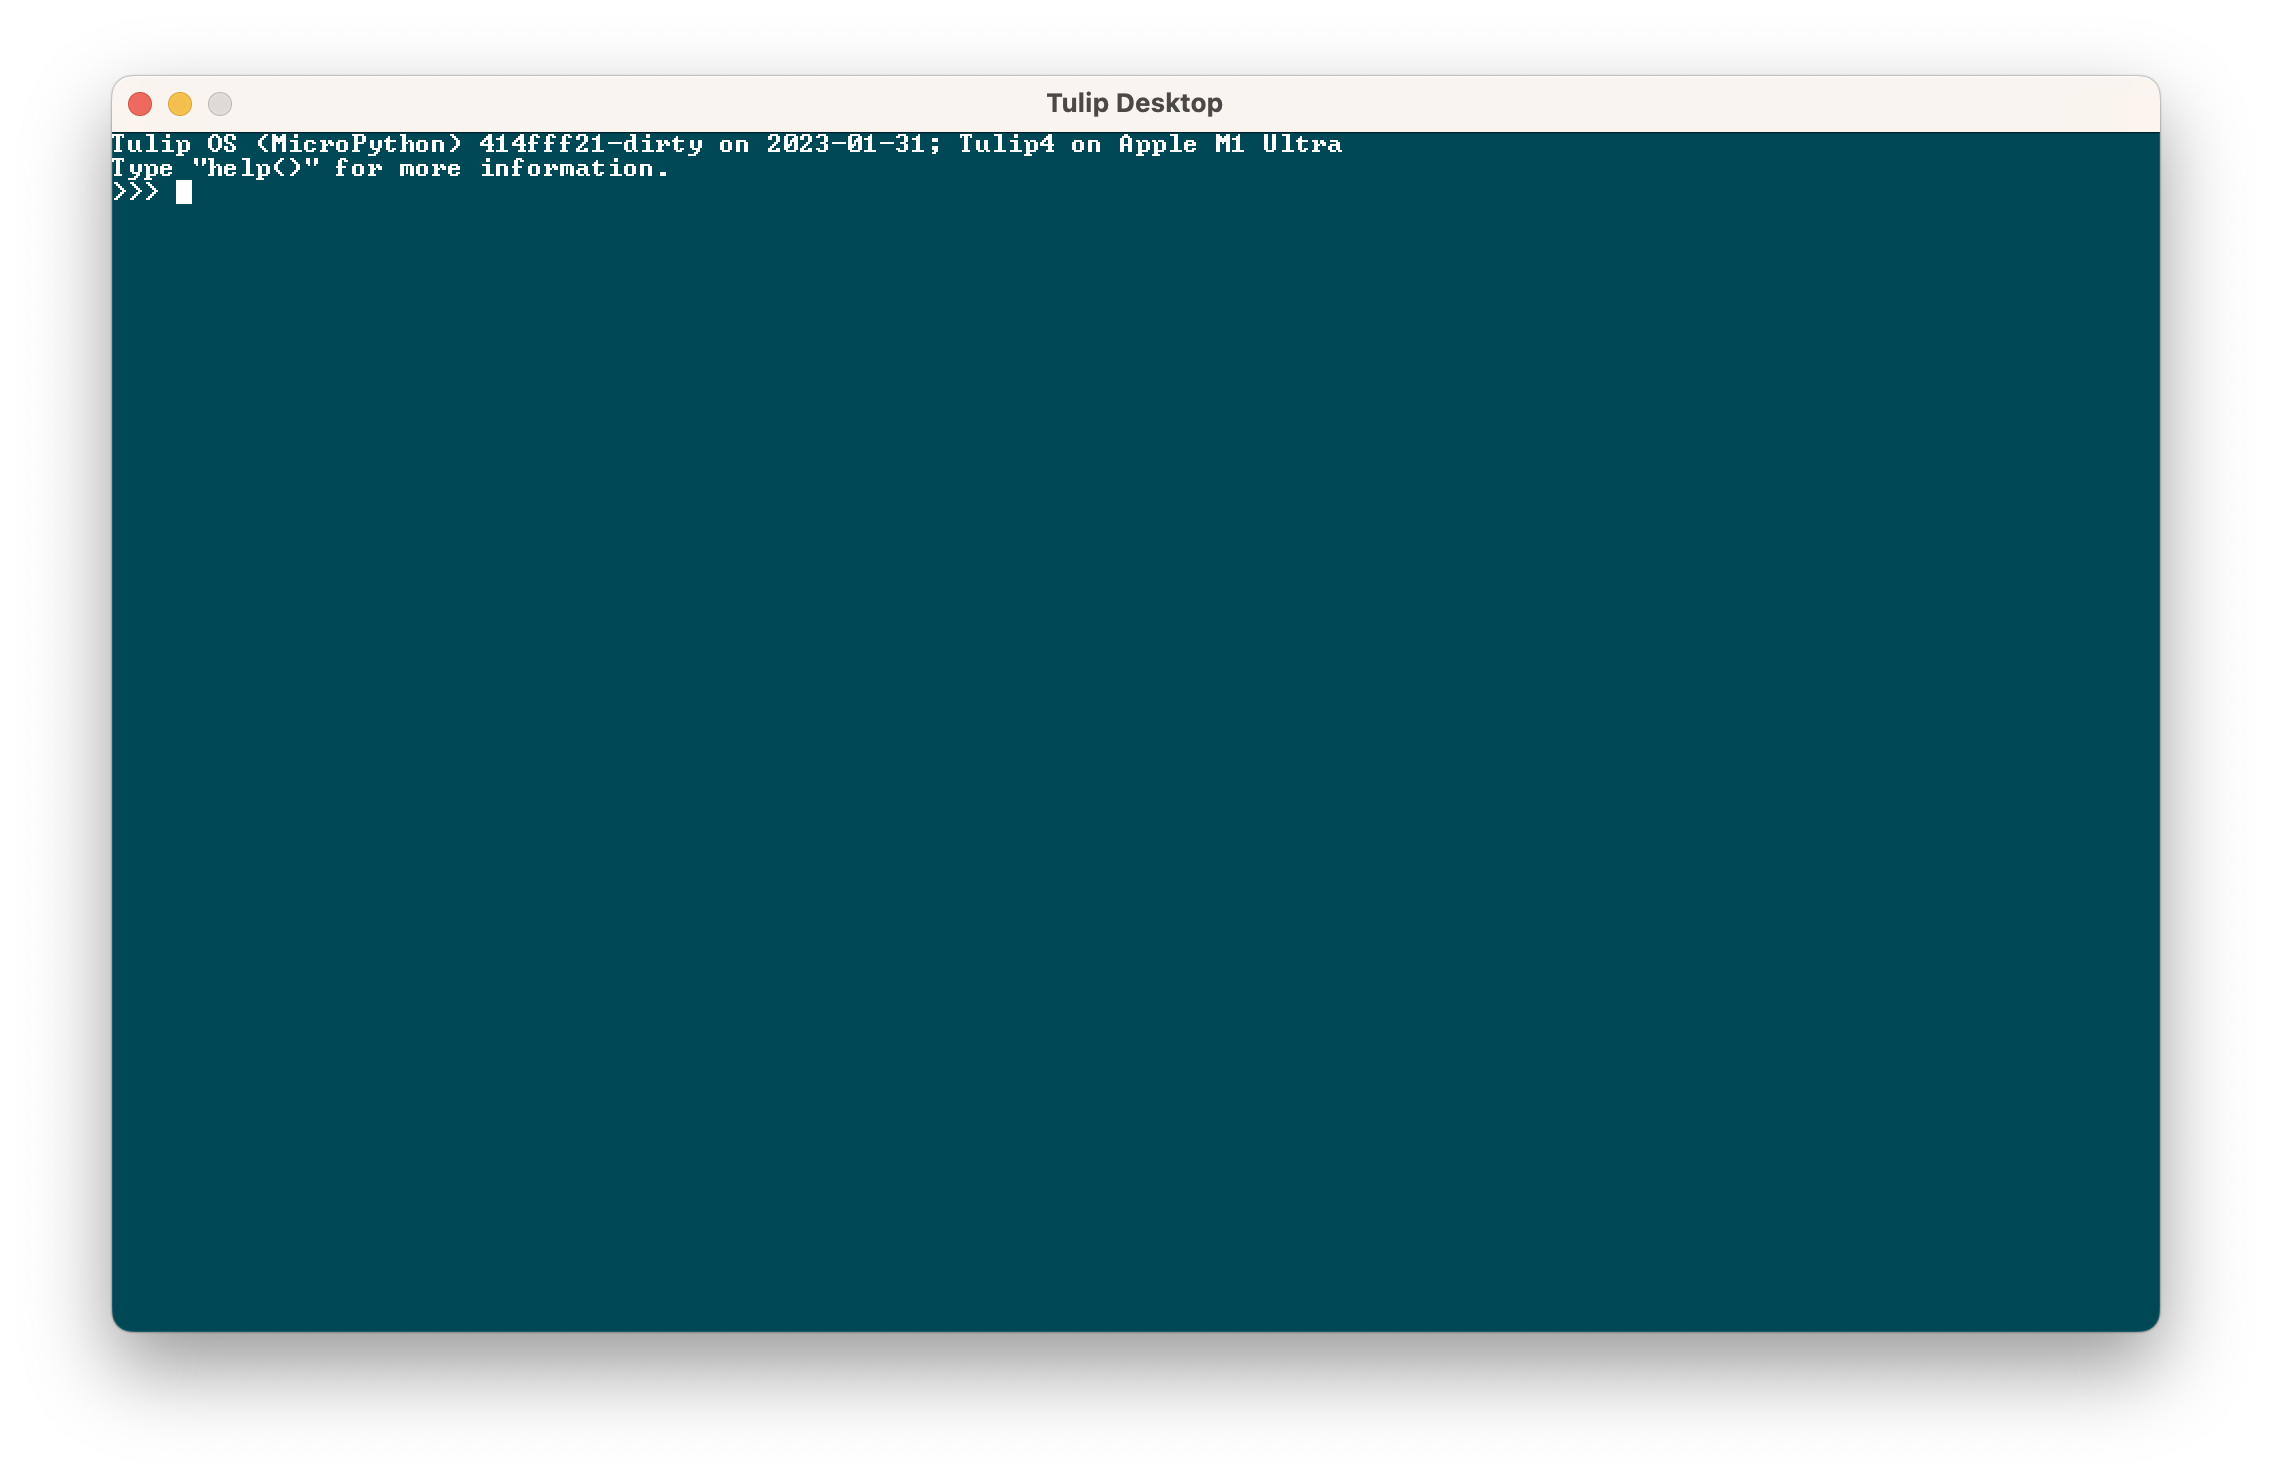 Tulip Desktop
Tulip OS (MicroPython) 414fff21-dirty on 2023-01-31; Tulip4 on Apple M1 Ultra
Type "help()" for more information.
>>>